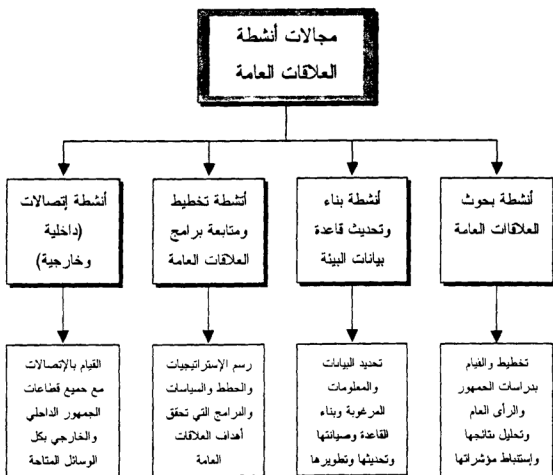 مجالات أنشطة
العلاقات العامة
أنشطة بحوث
العلاقات العامة
أنشطة بناء
وتحديث قاعدة
بيانات البيئة
أنشطة تخطيط
ومتابعة برامج
العلاقات العامة
أنشطة إتصالات
(داخلية
وخارجية)
تخطيط والقيام
بدراسات الجمهور
والرأى العام
وتحليل نتائجها
وإستنباط مؤشراتها
تحديد البيانات
والمعلومات
المرغوبة وبناء
القاعدة وصيانتها
وتحديثها وتطويرها
رسم الإستراتيجيات
والخطط والسياسات
والبرامج التي تحقق
أهداف العلاقات
العامة
القيام بالإتصالات
مع جميع قطاعات
الجمهور الداخلي
والخارجي بكل
الوسائل المتاحة